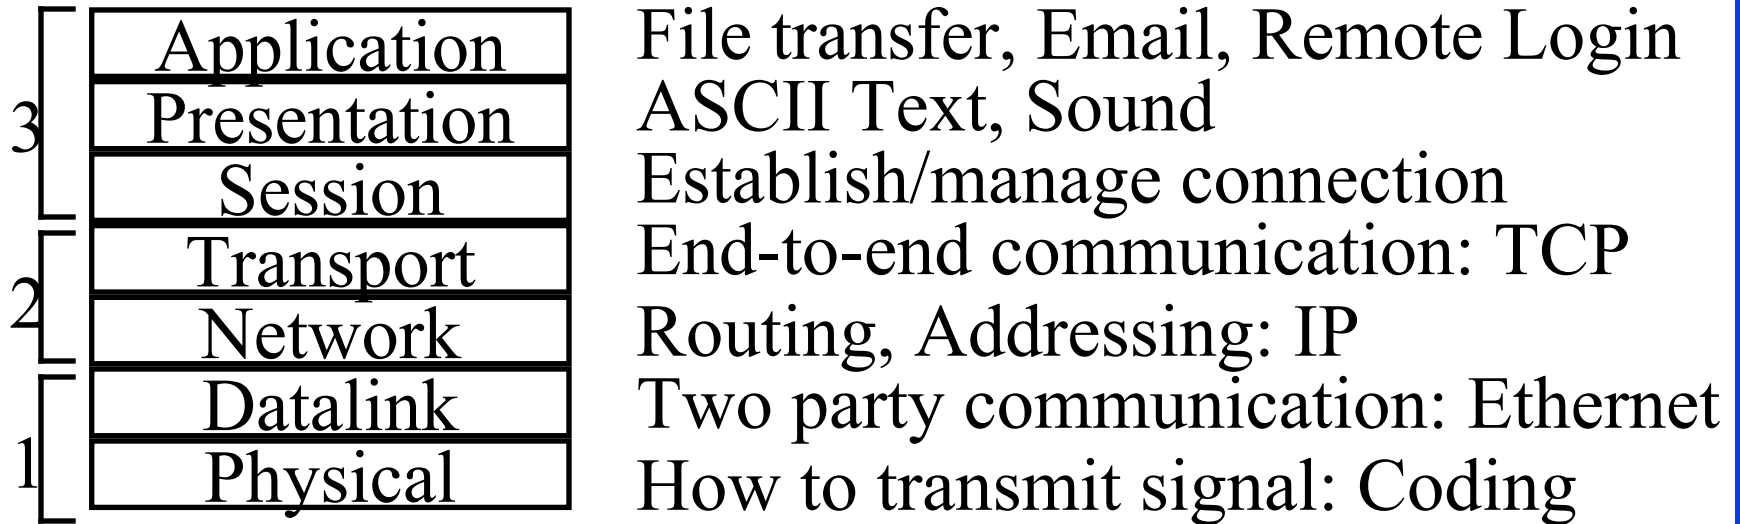 Application File transfer, Email, Remote Login
3 Presentation ASCII Text, Sound
Session Establish/manage connection
Transport End-to-end communication: TCP
2
Network Routing, Addressing: IP
Datalink Two party communication: Ethernet
1
Physical How to transmit signal: Coding